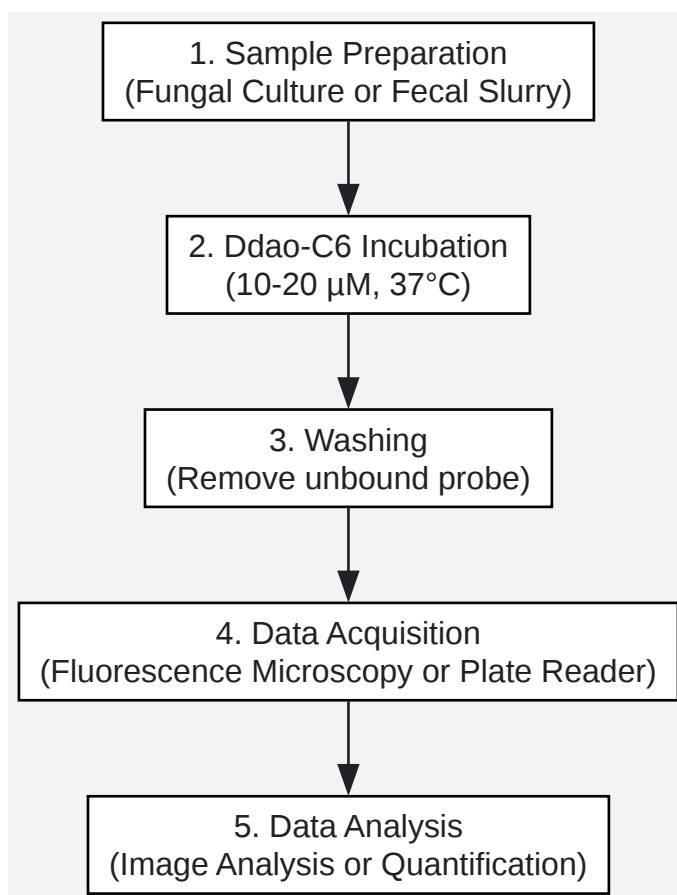 1. Sample Preparation
(Fungal Culture or Fecal Slurry)
2. Ddao-C6 Incubation
(10-20 µM, 37°C)
3. Washing
(Remove unbound probe)
4. Data Acquisition
(Fluorescence Microscopy or Plate Reader)
5. Data Analysis
(Image Analysis or Quantification)